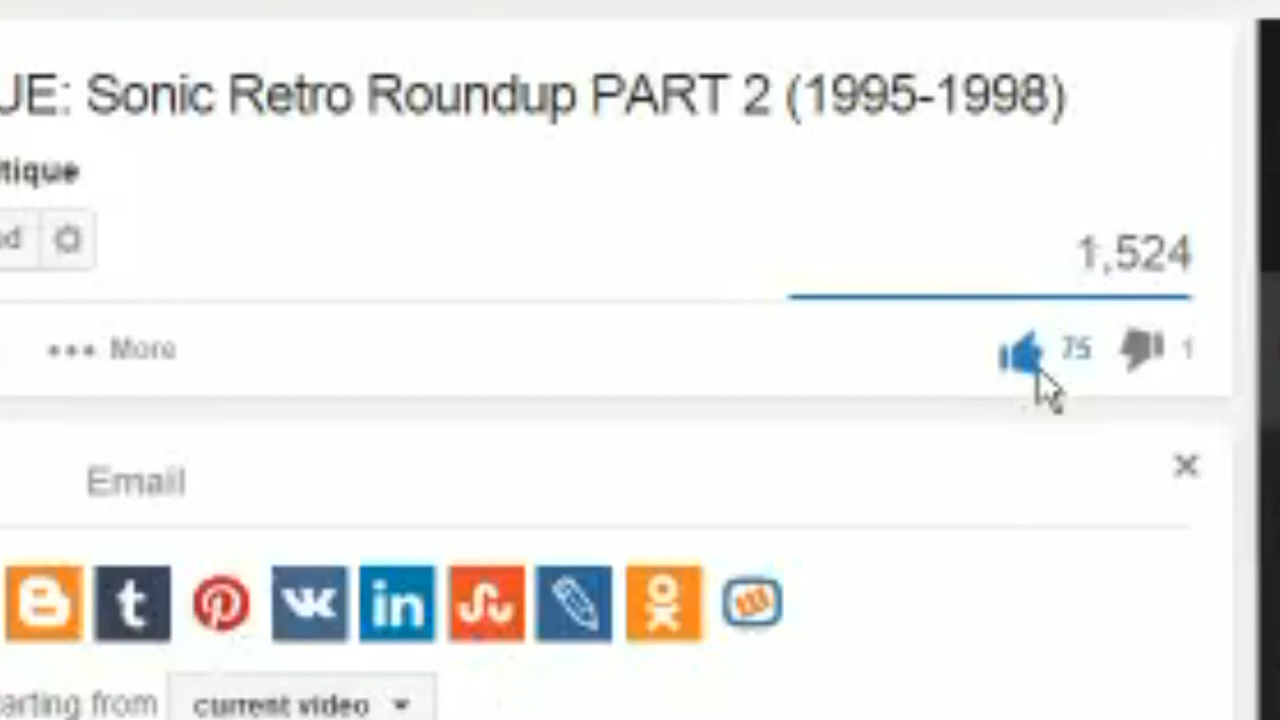 UE: Sonic Retro Roundup PART 2 (1995-1998)
tique
1,524
More
75
1
Email
t
in
arting from
current video